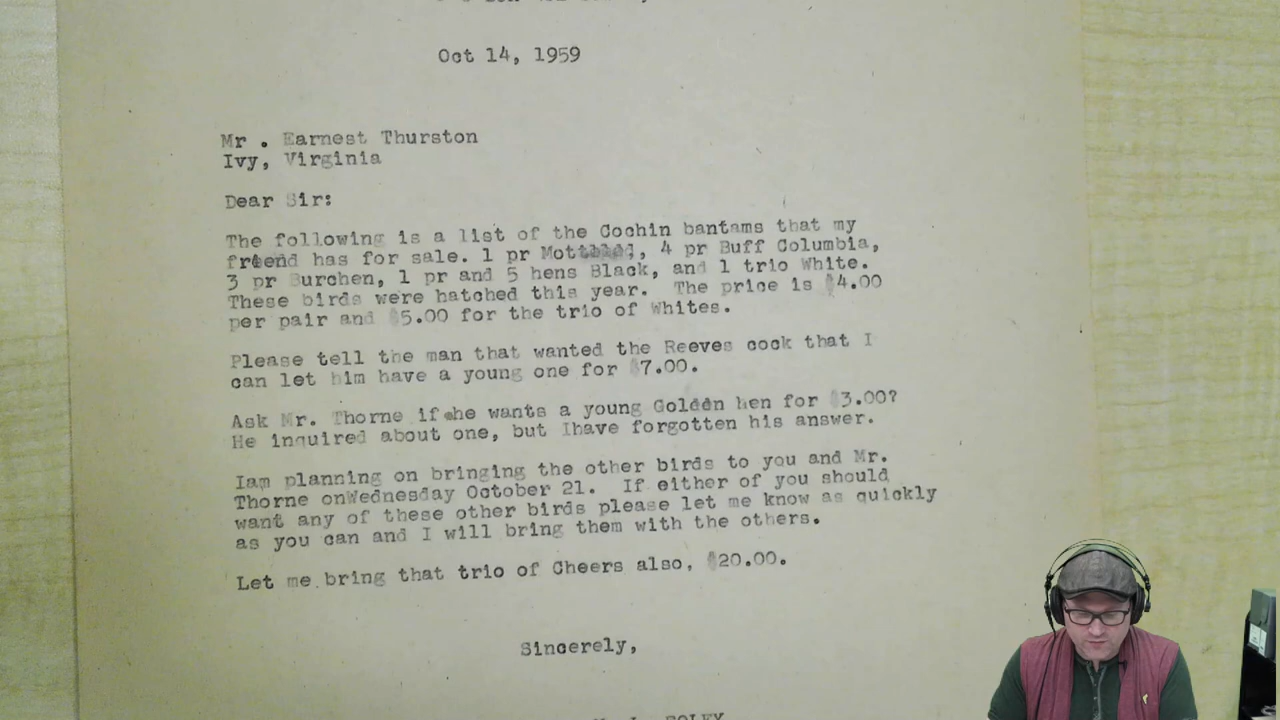 Oct 14, 1959
Mr . Earnest Thurston
Ivy, Virginia
Dear Sir:
The following is a list of the Cochin bantams that my
friend has for sale. 1 pr Mottled, 4 pr Buff Columbia,
3 pr Burchen, 1 pr and 5 hens Black, and 1 trio White.
These birds were hatched this year. The price is $4.00
per pair and $5.00 for the trio of Whites.
Please tell the man that wanted the Reeves cock that I
can let him have a young one for $7.00.
Ask Mr. Thorne if he wants a young Golden hen for $3.00?
He inquired about one, but Ihave forgotten his answer.
Iam planning on bringing the other birds to you and Mr.
Thorne onWednesday October 21. If either of you should
want any of these other birds please let me know as quickly
as you can and I will bring them with the others.
Let me bring that trio of Cheers also, $20.00.
Sincerely,